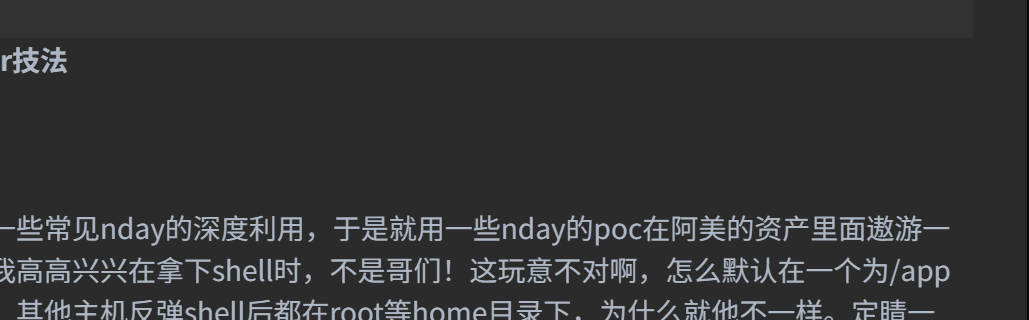 r技法
一些常见nday的深度利用，于是就用一些nday的poc在阿美的资产里面遨游一
我高高兴兴在拿下shell时，不是哥们！这玩意不对啊，怎么默认在一个为/app
，其他主机反弹shell后都在root等home目录下，为什么就他不一样。定睛一